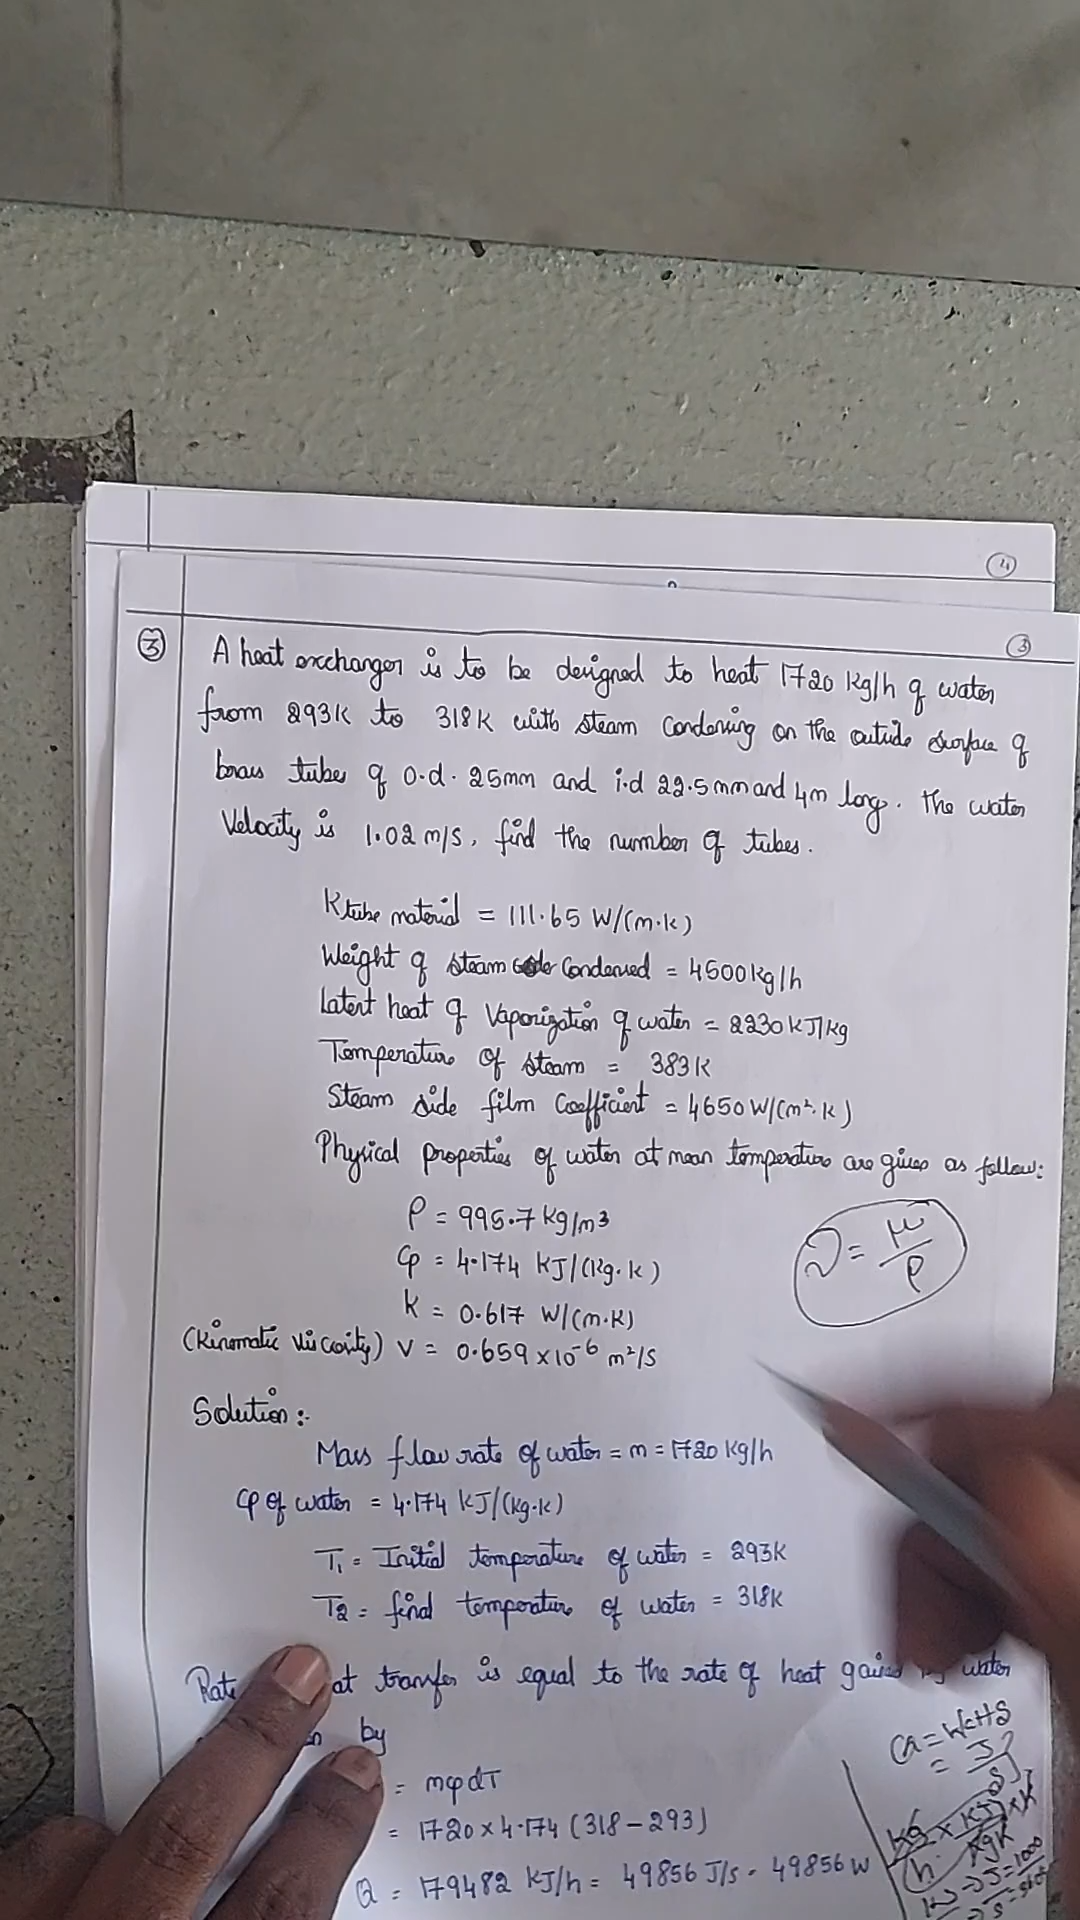 4
3
3 A heat exchanger is to be designed to heat 1720 kg/h of water
from 293K to 318K with steam condensing on the outside surface of
brass tubes of o.d. 25mm and i.d 22.5mm and 4m long. The water
Velocity is 1.02 m/s, find the number of tubes.
K tube material = 111.65 W/(m.k)
Weight of steam condensed = 4500 kg/h
Latent heat of Vaporization of water = 2230 kJ/kg
Temperature of steam = 383K
Steam side film Coefficient = 4650 W/(m².k)
Physical properties of water at mean temperature are given as follow:
ρ = 995.7 kg/m3
Cp = 4.174 KJ/(kg.k)
k = 0.617 W/(m.K)
ν = μ/ρ
(Kinematic viscosity) v = 0.659 x 10-6 m²/s
Solution:-
Mass flow rate of water = m = 1720 kg/h
Cp of water = 4.174 KJ/(kg.k)
T1 = Initial temperature of water = 293K
T2 = final temperature of water = 318K
Rate at transfer is equal to the rate of heat gained by water
by
= mcpdT
= 1720 x 4.174 (318 - 293)
Q = 179482 KJ/h = 49856 J/s = 49856 W
= J/s
kg/h x KJ/kgK x K